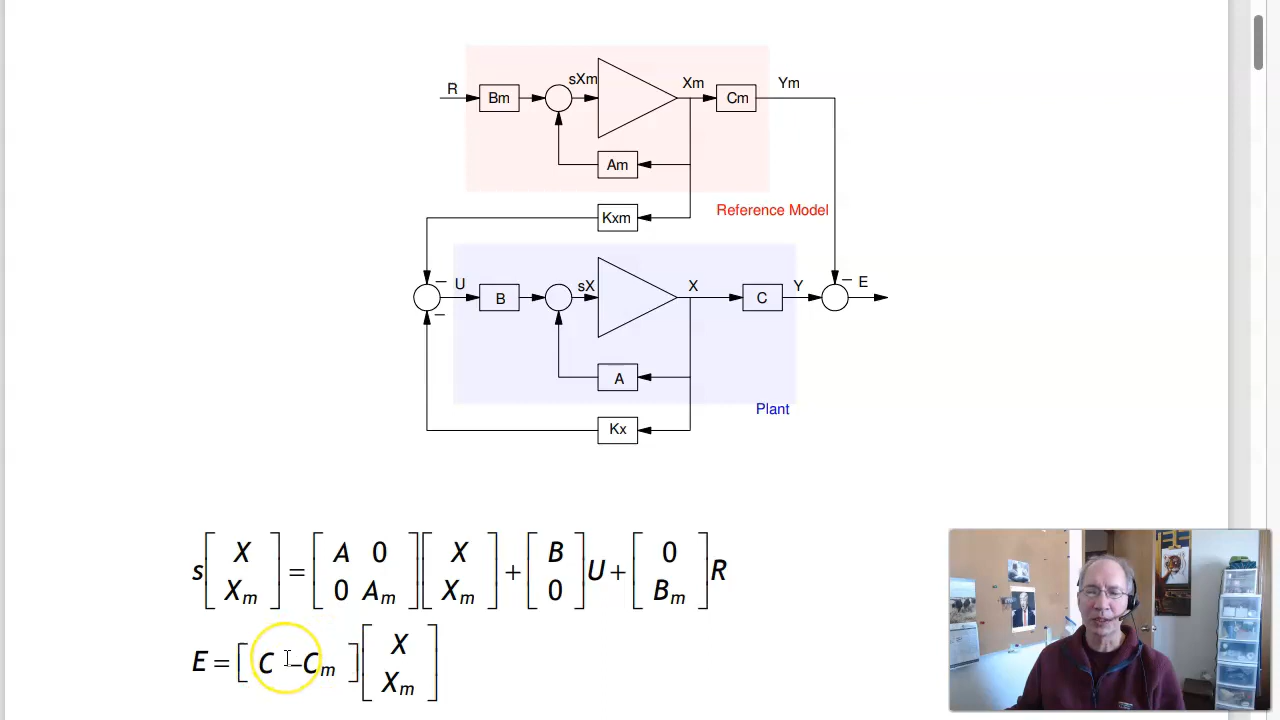 R Bm sXm Xm Cm Ym
Am
Kxm
Reference Model
− U B sX X C Y − E
−
A
Plant
Kx
s[X Xm] = [A 0 0 Am][X Xm] + [B 0]U + [0 Bm]R
E = [C −Cm][X Xm]